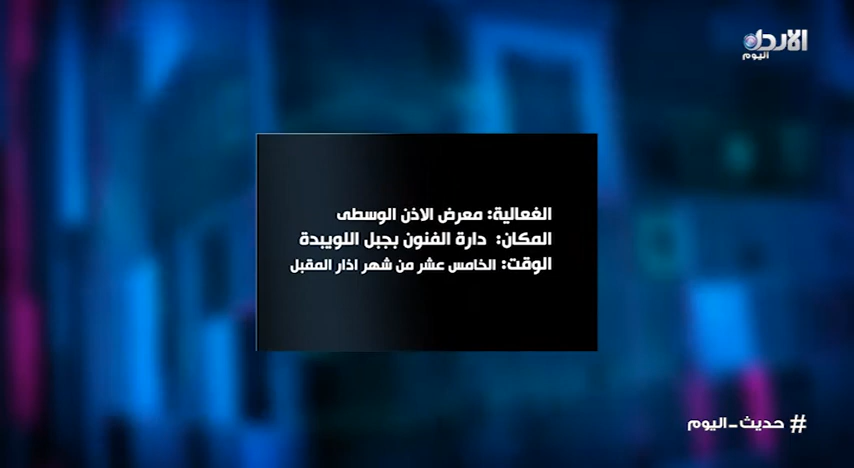 الأردن
اليوم
الفعالية: معرض الاذن الوسطى
المكان: دارة الفنون بجبل اللويبدة
الوقت: الخامس عشر من شهر اذار المقبل
#حديث_اليوم